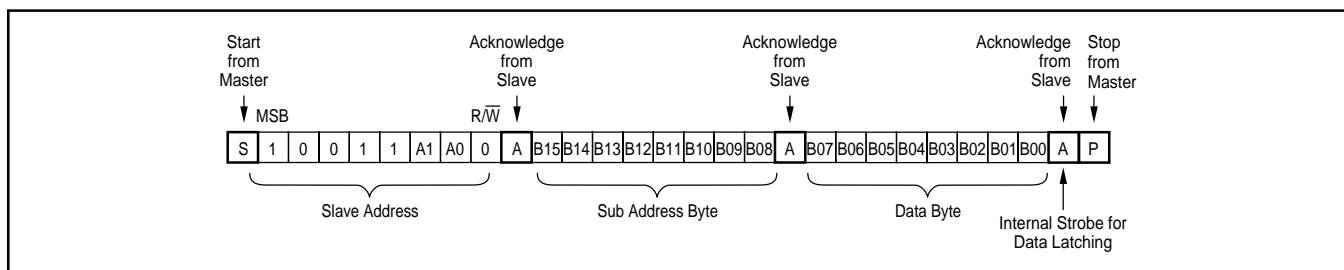 Start
from
Master
Acknowledge
from
Slave
Acknowledge
from
Slave
Acknowledge
from
Slave
Stop
from
Master
MSB
R/W̅
S 1 0 0 1 1 A1 A0 0 A B15 B14 B13 B12 B11 B10 B09 B08 A B07 B06 B05 B04 B03 B02 B01 B00 A P
Slave Address
Sub Address Byte
Data Byte
Internal Strobe for
Data Latching